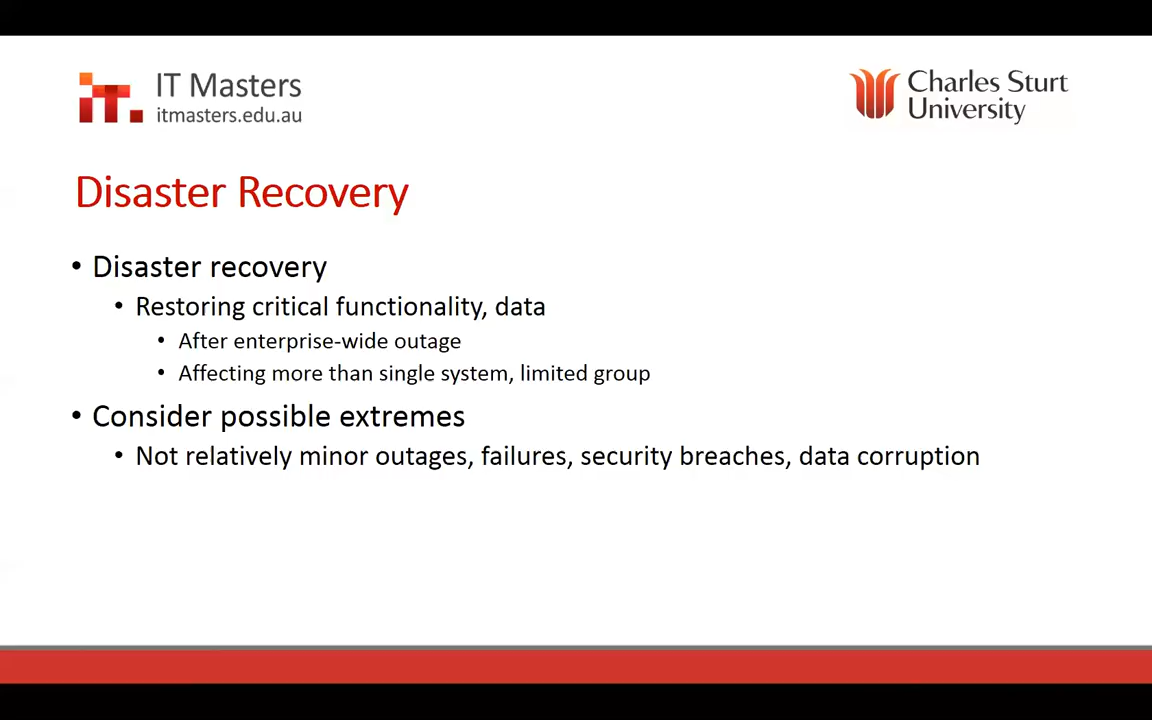 IT Masters
itmasters.edu.au
Charles Sturt
University
Disaster Recovery
• Disaster recovery
• Restoring critical functionality, data
• After enterprise-wide outage
• Affecting more than single system, limited group
• Consider possible extremes
• Not relatively minor outages, failures, security breaches, data corruption